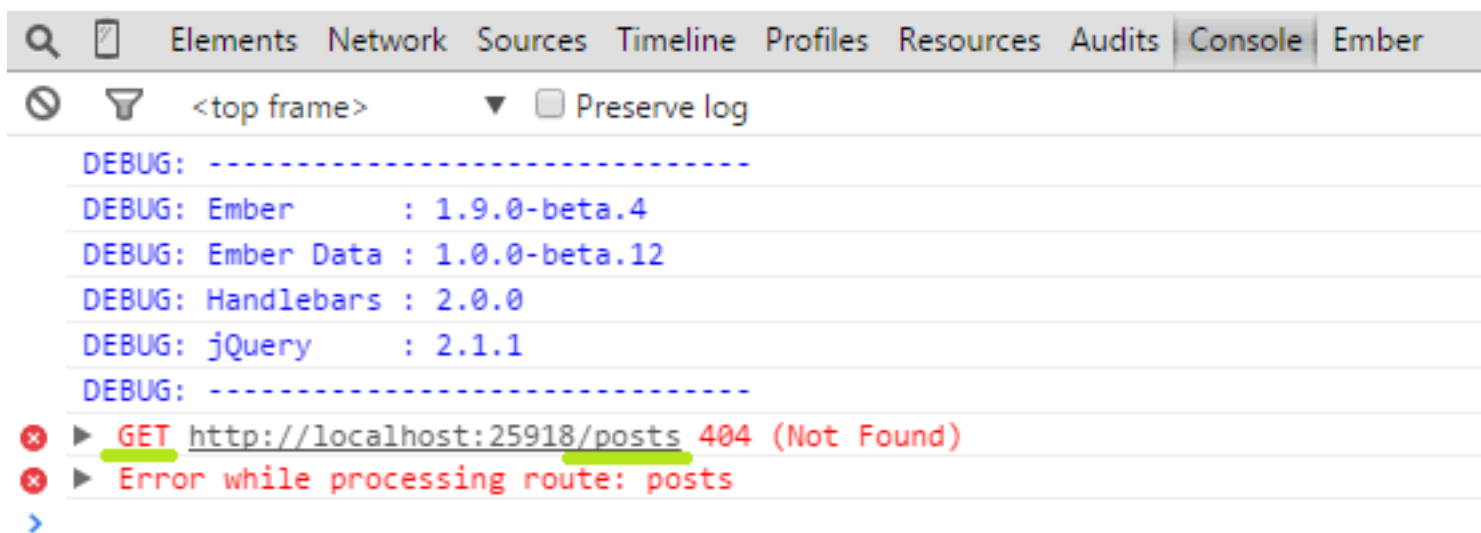 Elements Network Sources Timeline Profiles Resources Audits Console Ember
<top frame> ▼ Preserve log
DEBUG: -------------------------------
DEBUG: Ember      : 1.9.0-beta.4
DEBUG: Ember Data : 1.0.0-beta.12
DEBUG: Handlebars : 2.0.0
DEBUG: jQuery     : 2.1.1
DEBUG: -------------------------------
▶ GET http://localhost:25918/posts 404 (Not Found)
▶ Error while processing route: posts
>